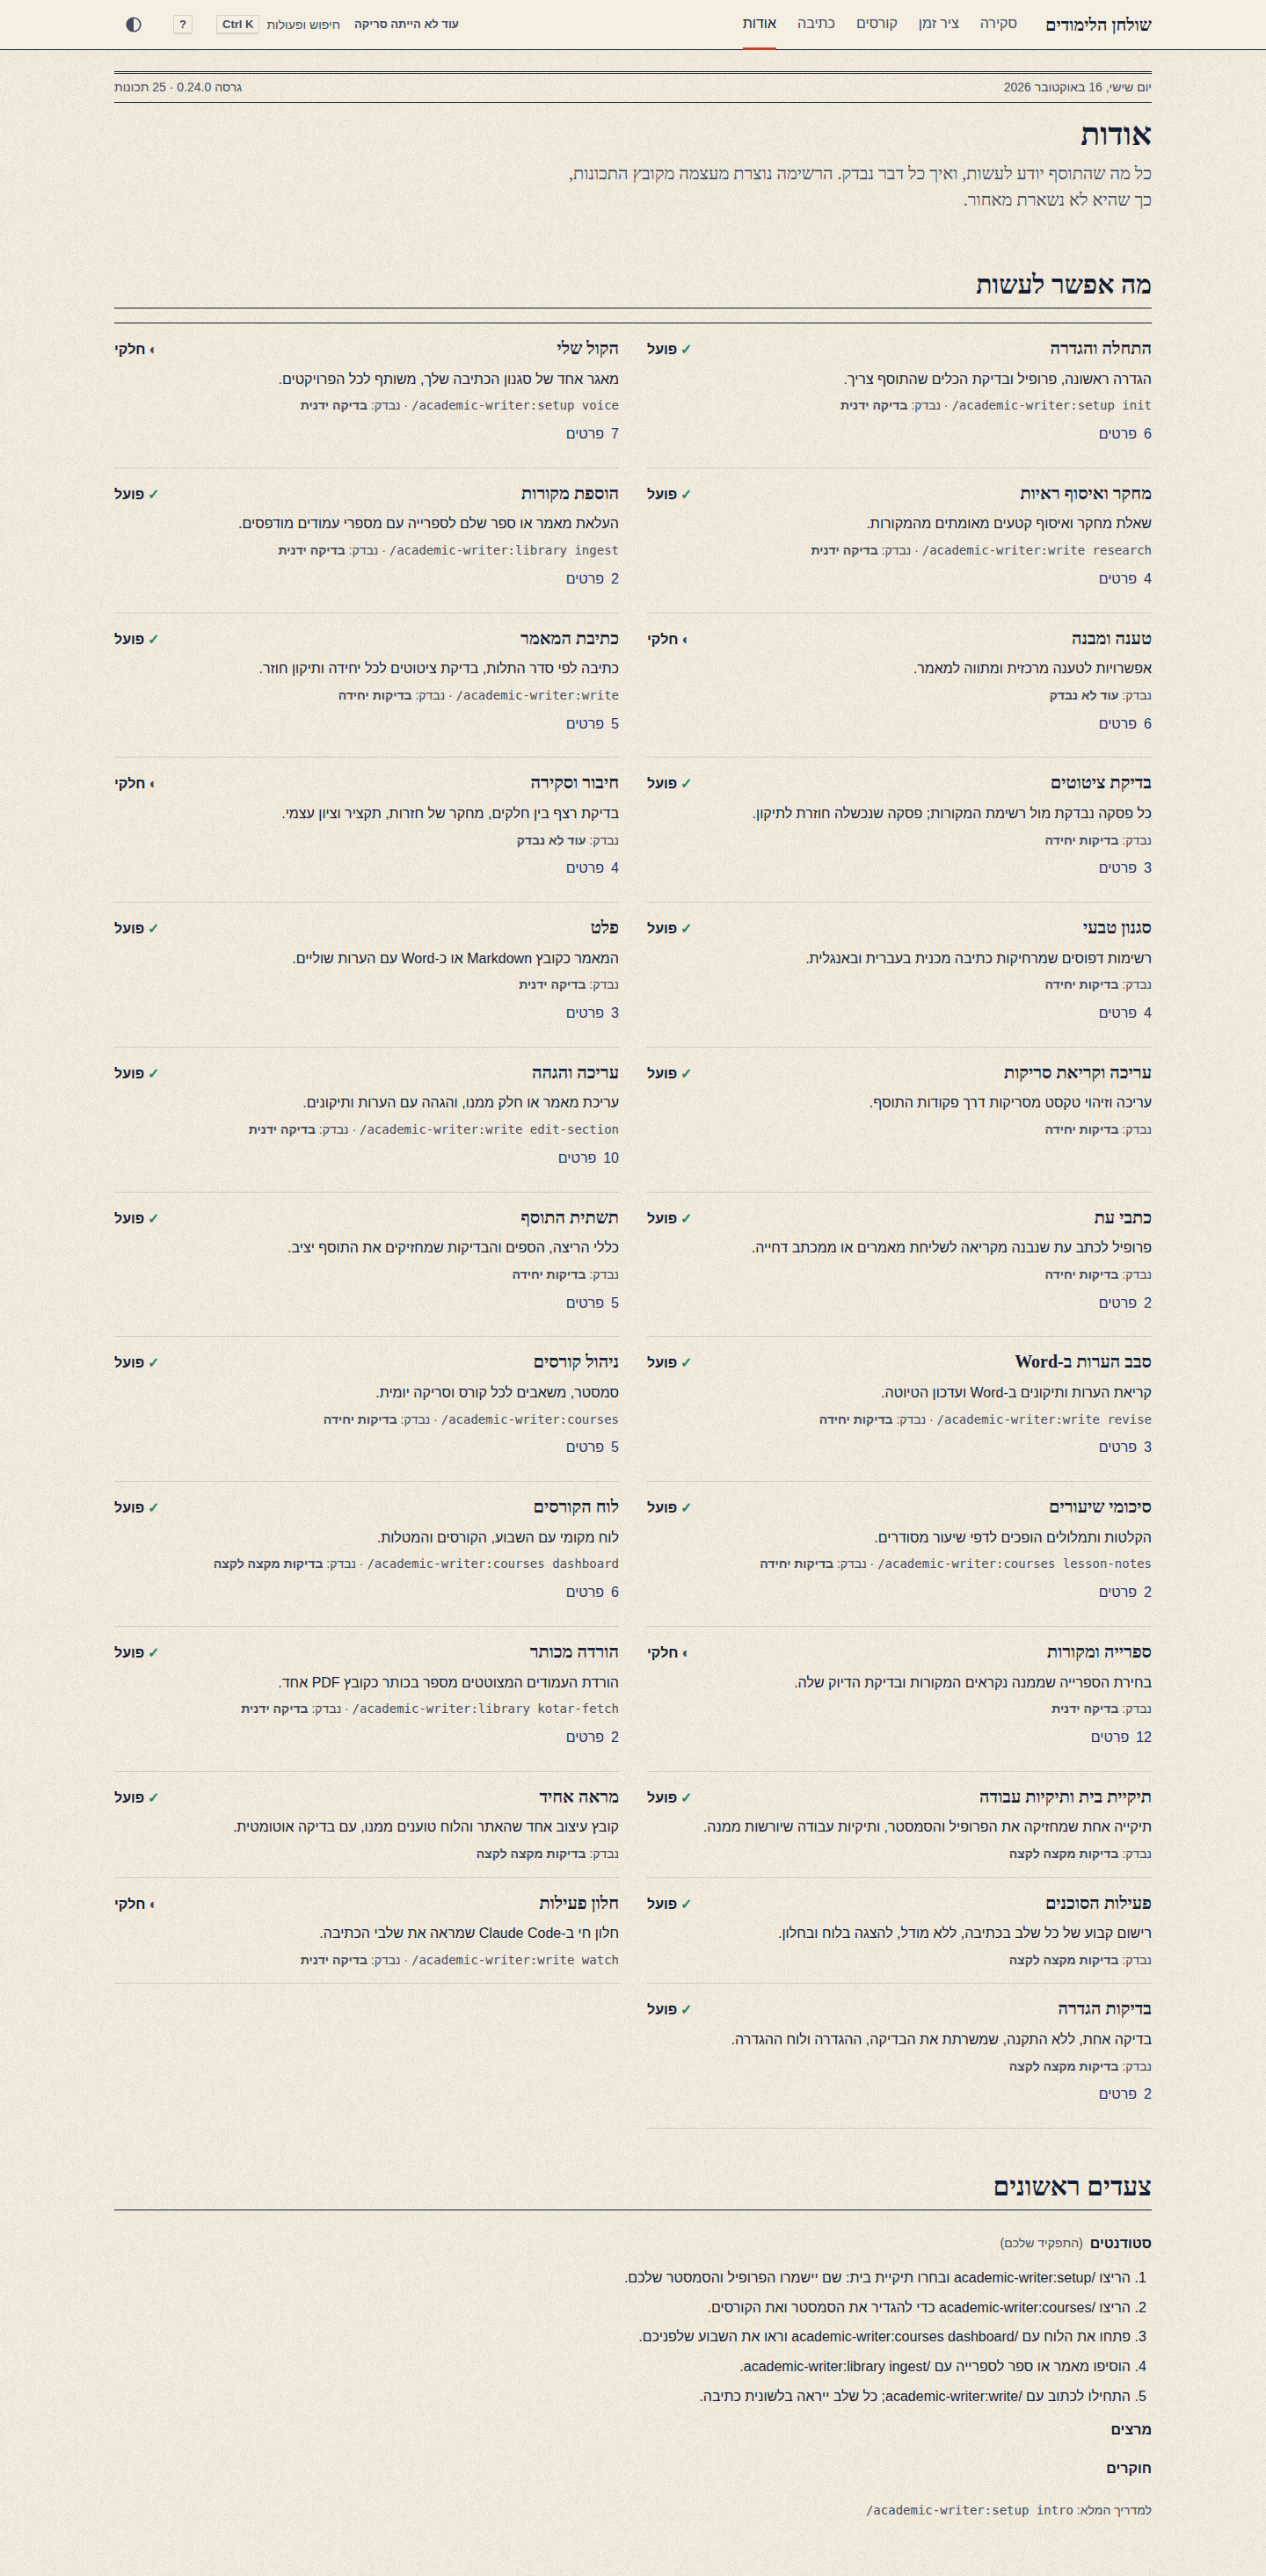 שולחן הלימודים
סקירה
ציר זמן
קורסים
כתיבה
אודות
עוד לא הייתה סריקה
חיפוש ופעולות Ctrl K
?
יום שישי, 16 באוקטובר 2026
גרסה 0.24.0 · 25 תכונות
אודות
כל מה שהתוסף יודע לעשות, ואיך כל דבר נבדק. הרשימה נוצרת מעצמה מקובץ התכונות,
כך שהיא לא נשארת מאחור.
מה אפשר לעשות
התחלה והגדרה
✓ פועל
הגדרה ראשונה, פרופיל ובדיקת הכלים שהתוסף צריך.
/academic-writer:setup init · נבדק: בדיקה ידנית
6 פרטים
הקול שלי
חלקי
מאגר אחד של סגנון הכתיבה שלך, משותף לכל הפרויקטים.
/academic-writer:setup voice · נבדק: בדיקה ידנית
7 פרטים
מחקר ואיסוף ראיות
✓ פועל
שאלת מחקר ואיסוף קטעים מאומתים מהמקורות.
/academic-writer:write research · נבדק: בדיקה ידנית
4 פרטים
הוספת מקורות
✓ פועל
העלאת מאמר או ספר שלם לספרייה עם מספרי עמודים מודפסים.
/academic-writer:library ingest · נבדק: בדיקה ידנית
2 פרטים
טענה ומבנה
חלקי
אפשרויות לטענה מרכזית ומתווה למאמר.
נבדק: עוד לא נבדק
6 פרטים
כתיבת המאמר
✓ פועל
כתיבה לפי סדר התלות, בדיקת ציטוטים לכל יחידה ותיקון חוזר.
/academic-writer:write · נבדק: בדיקות יחידה
5 פרטים
בדיקת ציטוטים
✓ פועל
כל פסקה נבדקת מול רשימת המקורות; פסקה שנכשלה חוזרת לתיקון.
נבדק: בדיקות יחידה
3 פרטים
חיבור וסקירה
חלקי
בדיקת רצף בין חלקים, מחקר של חזרות, תקציר וציון עצמי.
נבדק: עוד לא נבדק
4 פרטים
סגנון טבעי
✓ פועל
רשימות דפוסים שמרחיקות כתיבה מכנית בעברית ובאנגלית.
נבדק: בדיקות יחידה
4 פרטים
פלט
✓ פועל
המאמר כקובץ Markdown או כ-Word עם הערות שוליים.
נבדק: בדיקה ידנית
3 פרטים
עריכה וקריאת סריקות
✓ פועל
עריכה וזיהוי טקסט מסריקות דרך פקודות התוסף.
נבדק: בדיקות יחידה
עריכה והגהה
✓ פועל
עריכת מאמר או חלק ממנו, והגהה עם הערות ותיקונים.
/academic-writer:write edit-section · נבדק: בדיקה ידנית
10 פרטים
כתבי עת
✓ פועל
פרופיל לכתב עת שנבנה מקריאה לשליחת מאמרים או ממכתב דחייה.
נבדק: בדיקות יחידה
2 פרטים
תשתית התוסף
✓ פועל
כללי הריצה, הספים והבדיקות שמחזיקים את התוסף יציב.
נבדק: בדיקות יחידה
5 פרטים
סבב הערות ב-Word
✓ פועל
קריאת הערות ותיקונים ב-Word ועדכון הטיוטה.
/academic-writer:write revise · נבדק: בדיקות יחידה
3 פרטים
ניהול קורסים
✓ פועל
סמסטר, משאבים לכל קורס וסריקה יומית.
/academic-writer:courses · נבדק: בדיקות יחידה
5 פרטים
סיכומי שיעורים
✓ פועל
הקלטות ותמלולים הופכים לדפי שיעור מסודרים.
/academic-writer:courses lesson-notes · נבדק: בדיקות יחידה
2 פרטים
לוח הקורסים
✓ פועל
לוח מקומי עם השבוע, הקורסים והמטלות.
/academic-writer:courses dashboard · נבדק: בדיקות מקצה לקצה
6 פרטים
ספרייה ומקורות
חלקי
בחירת הספרייה שממנה נקראים המקורות ובדיקת הדיוק שלה.
נבדק: בדיקה ידנית
12 פרטים
הורדה מכותר
✓ פועל
הורדת העמודים המצוטטים מספר בכותר כקובץ PDF אחד.
/academic-writer:library kotar-fetch · נבדק: בדיקה ידנית
2 פרטים
תיקיית בית ותיקיות עבודה
✓ פועל
תיקייה אחת שמחזיקה את הפרופיל והסמסטר, ותיקיות עבודה שיורשות ממנה.
נבדק: בדיקות מקצה לקצה
מראה אחיד
✓ פועל
קובץ עיצוב אחד שהאתר והלוח טוענים ממנו, עם בדיקה אוטומטית.
נבדק: בדיקות מקצה לקצה
פעילות הסוכנים
✓ פועל
רישום קבוע של כל שלב בכתיבה, ללא מודל, להצגה בלוח ובחלון.
נבדק: בדיקות מקצה לקצה
חלון פעילות
חלקי
חלון חי ב-Claude Code שמראה את שלבי הכתיבה.
/academic-writer:write watch · נבדק: בדיקה ידנית
בדיקות הגדרה
✓ פועל
בדיקה אחת, ללא התקנה, שמשרתת את הבדיקה, ההגדרה ולוח ההגדרה.
נבדק: בדיקות מקצה לקצה
2 פרטים
צעדים ראשונים
סטודנטים (התפקיד שלכם)
1. הריצו /academic-writer:setup ובחרו תיקיית בית: שם יישמרו הפרופיל והסמסטר שלכם.
2. הריצו /academic-writer:courses כדי להגדיר את הסמסטר ואת הקורסים.
3. פתחו את הלוח עם /academic-writer:courses dashboard וראו את השבוע שלפניכם.
4. הוסיפו מאמר או ספר לספרייה עם /academic-writer:library ingest.
5. התחילו לכתוב עם /academic-writer:write; כל שלב ייראה בלשונית כתיבה.
מרצים
חוקרים
למדריך המלא: /academic-writer:setup intro